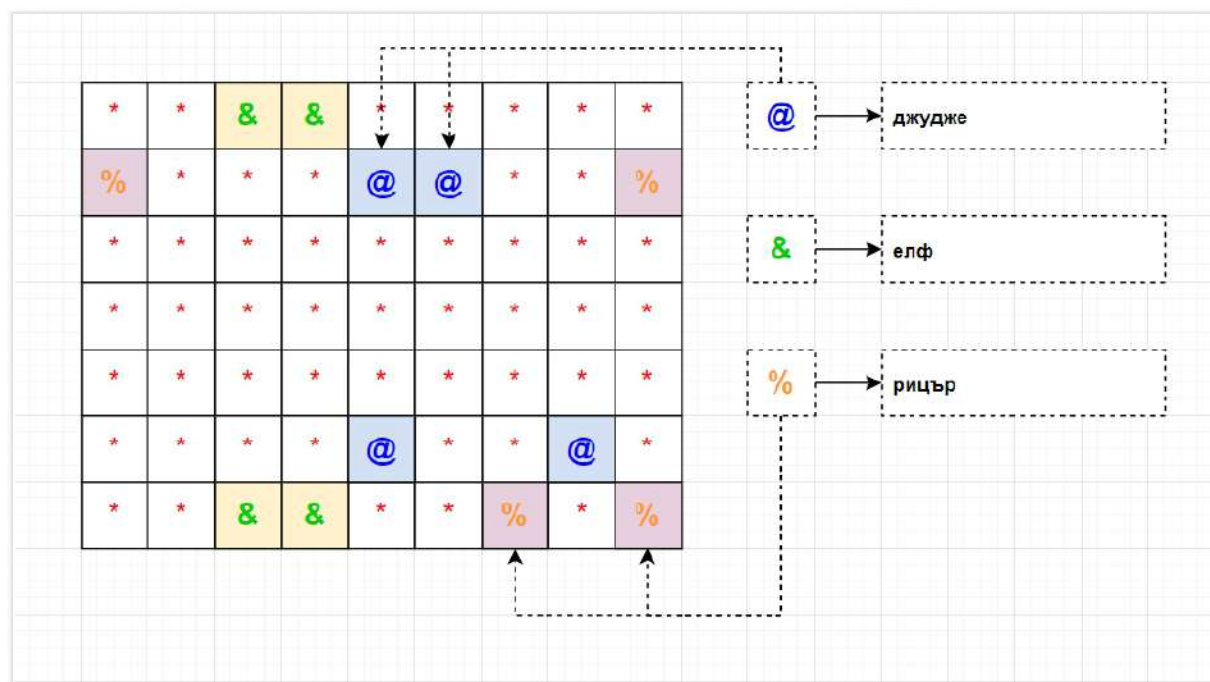 * * & & * * * * *
% * * * @ @ * * %
* * * * * * * * *
* * * * * * * * *
* * * * * * * * *
* * * * @ * * @ *
* * & & * * % * %
@ джудже
& елф
% рицър